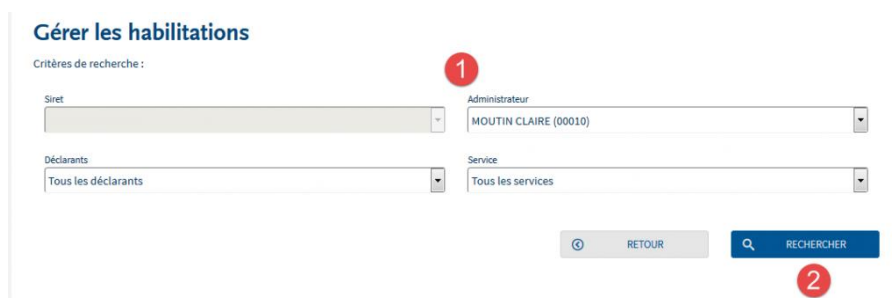 Gérer les habilitations
Critères de recherche :
1
Siret
Administrateur
MOUTIN CLAIRE (00010)
Déclarants
Service
Tous les déclarants
Tous les services
RETOUR
RECHERCHER
2